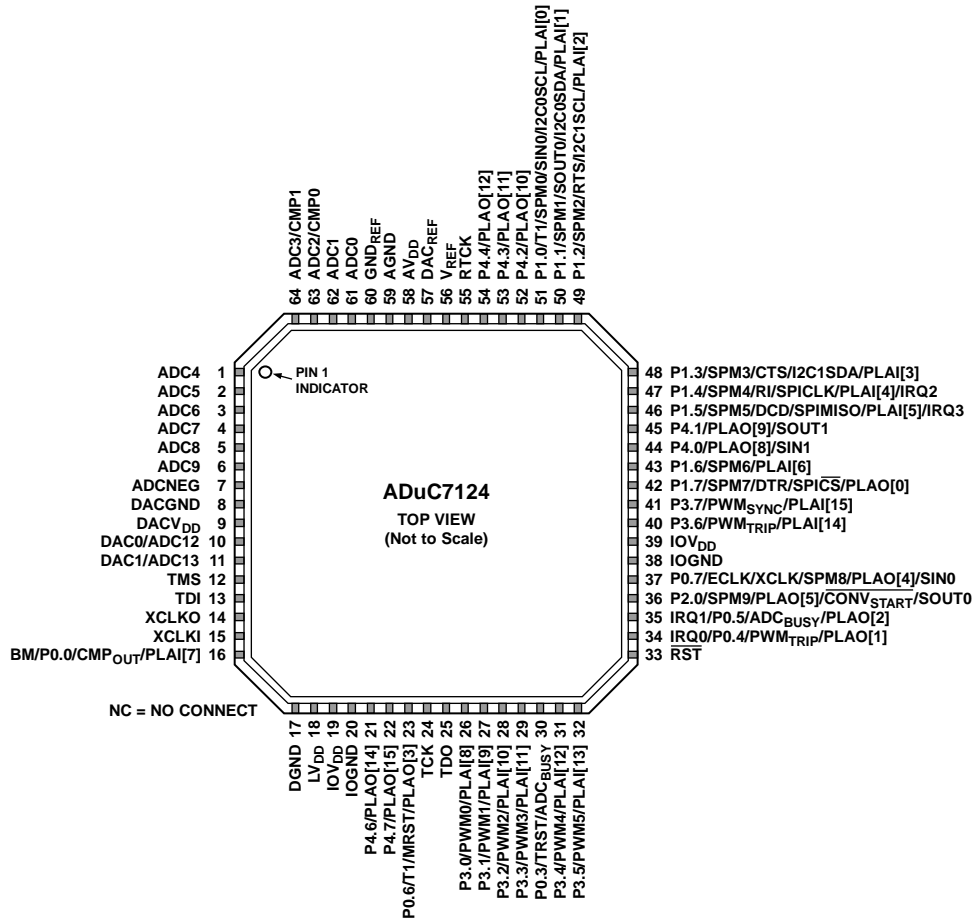 64 ADC3/CMP1
63 ADC2/CMP0
62 ADC1
61 ADC0
60 GNDREF
59 AGND
58 AVDD
57 DACREF
56 VREF
55 RTCK
54 P4.4/PLAO[12]
53 P4.3/PLAO[11]
52 P4.2/PLAO[10]
51 P1.0/T1/SPM0/SIN0/I2C0SCL/PLAI[0]
50 P1.1/SPM1/SOUT0/I2C0SDA/PLAI[1]
49 P1.2/SPM2/RTS/I2C1SCL/PLAI[2]
ADC4 1
ADC5 2
ADC6 3
ADC7 4
ADC8 5
ADC9 6
ADCNEG 7
DACGND 8
DACVDD 9
DAC0/ADC12 10
DAC1/ADC13 11
TMS 12
TDI 13
XCLKO 14
XCLKI 15
BM/P0.0/CMPOUT/PLAI[7] 16
PIN 1
INDICATOR
ADuC7124
TOP VIEW
(Not to Scale)
48 P1.3/SPM3/CTS/I2C1SDA/PLAI[3]
47 P1.4/SPM4/RI/SPICLK/PLAI[4]/IRQ2
46 P1.5/SPM5/DCD/SPIMISO/PLAI[5]/IRQ3
45 P4.1/PLAO[9]/SOUT1
44 P4.0/PLAO[8]/SIN1
43 P1.6/SPM6/PLAI[6]
42 P1.7/SPM7/DTR/SPICS/PLAO[0]
41 P3.7/PWMSYNC/PLAI[15]
40 P3.6/PWMTRIP/PLAI[14]
39 IOVDD
38 IOGND
37 P0.7/ECLK/XCLK/SPM8/PLAO[4]/SIN0
36 P2.0/SPM9/PLAO[5]/CONVSTART/SOUT0
35 IRQ1/P0.5/ADCBUSY/PLAO[2]
34 IRQ0/P0.4/PWMTRIP/PLAO[1]
33 RST
NC = NO CONNECT
DGND 17
LVDD 18
IOVDD 19
IOGND 20
P4.6/PLAO[14] 21
P4.7/PLAO[15] 22
P0.6/T1/MRST/PLAO[3] 23
TCK 24
TDO 25
P3.0/PWM0/PLAI[8] 26
P3.1/PWM1/PLAI[9] 27
P3.2/PWM2/PLAI[10] 28
P3.3/PWM3/PLAI[11] 29
P0.3/TRST/ADCBUSY 30
P3.4/PWM4/PLAI[12] 31
P3.5/PWM5/PLAI[13] 32